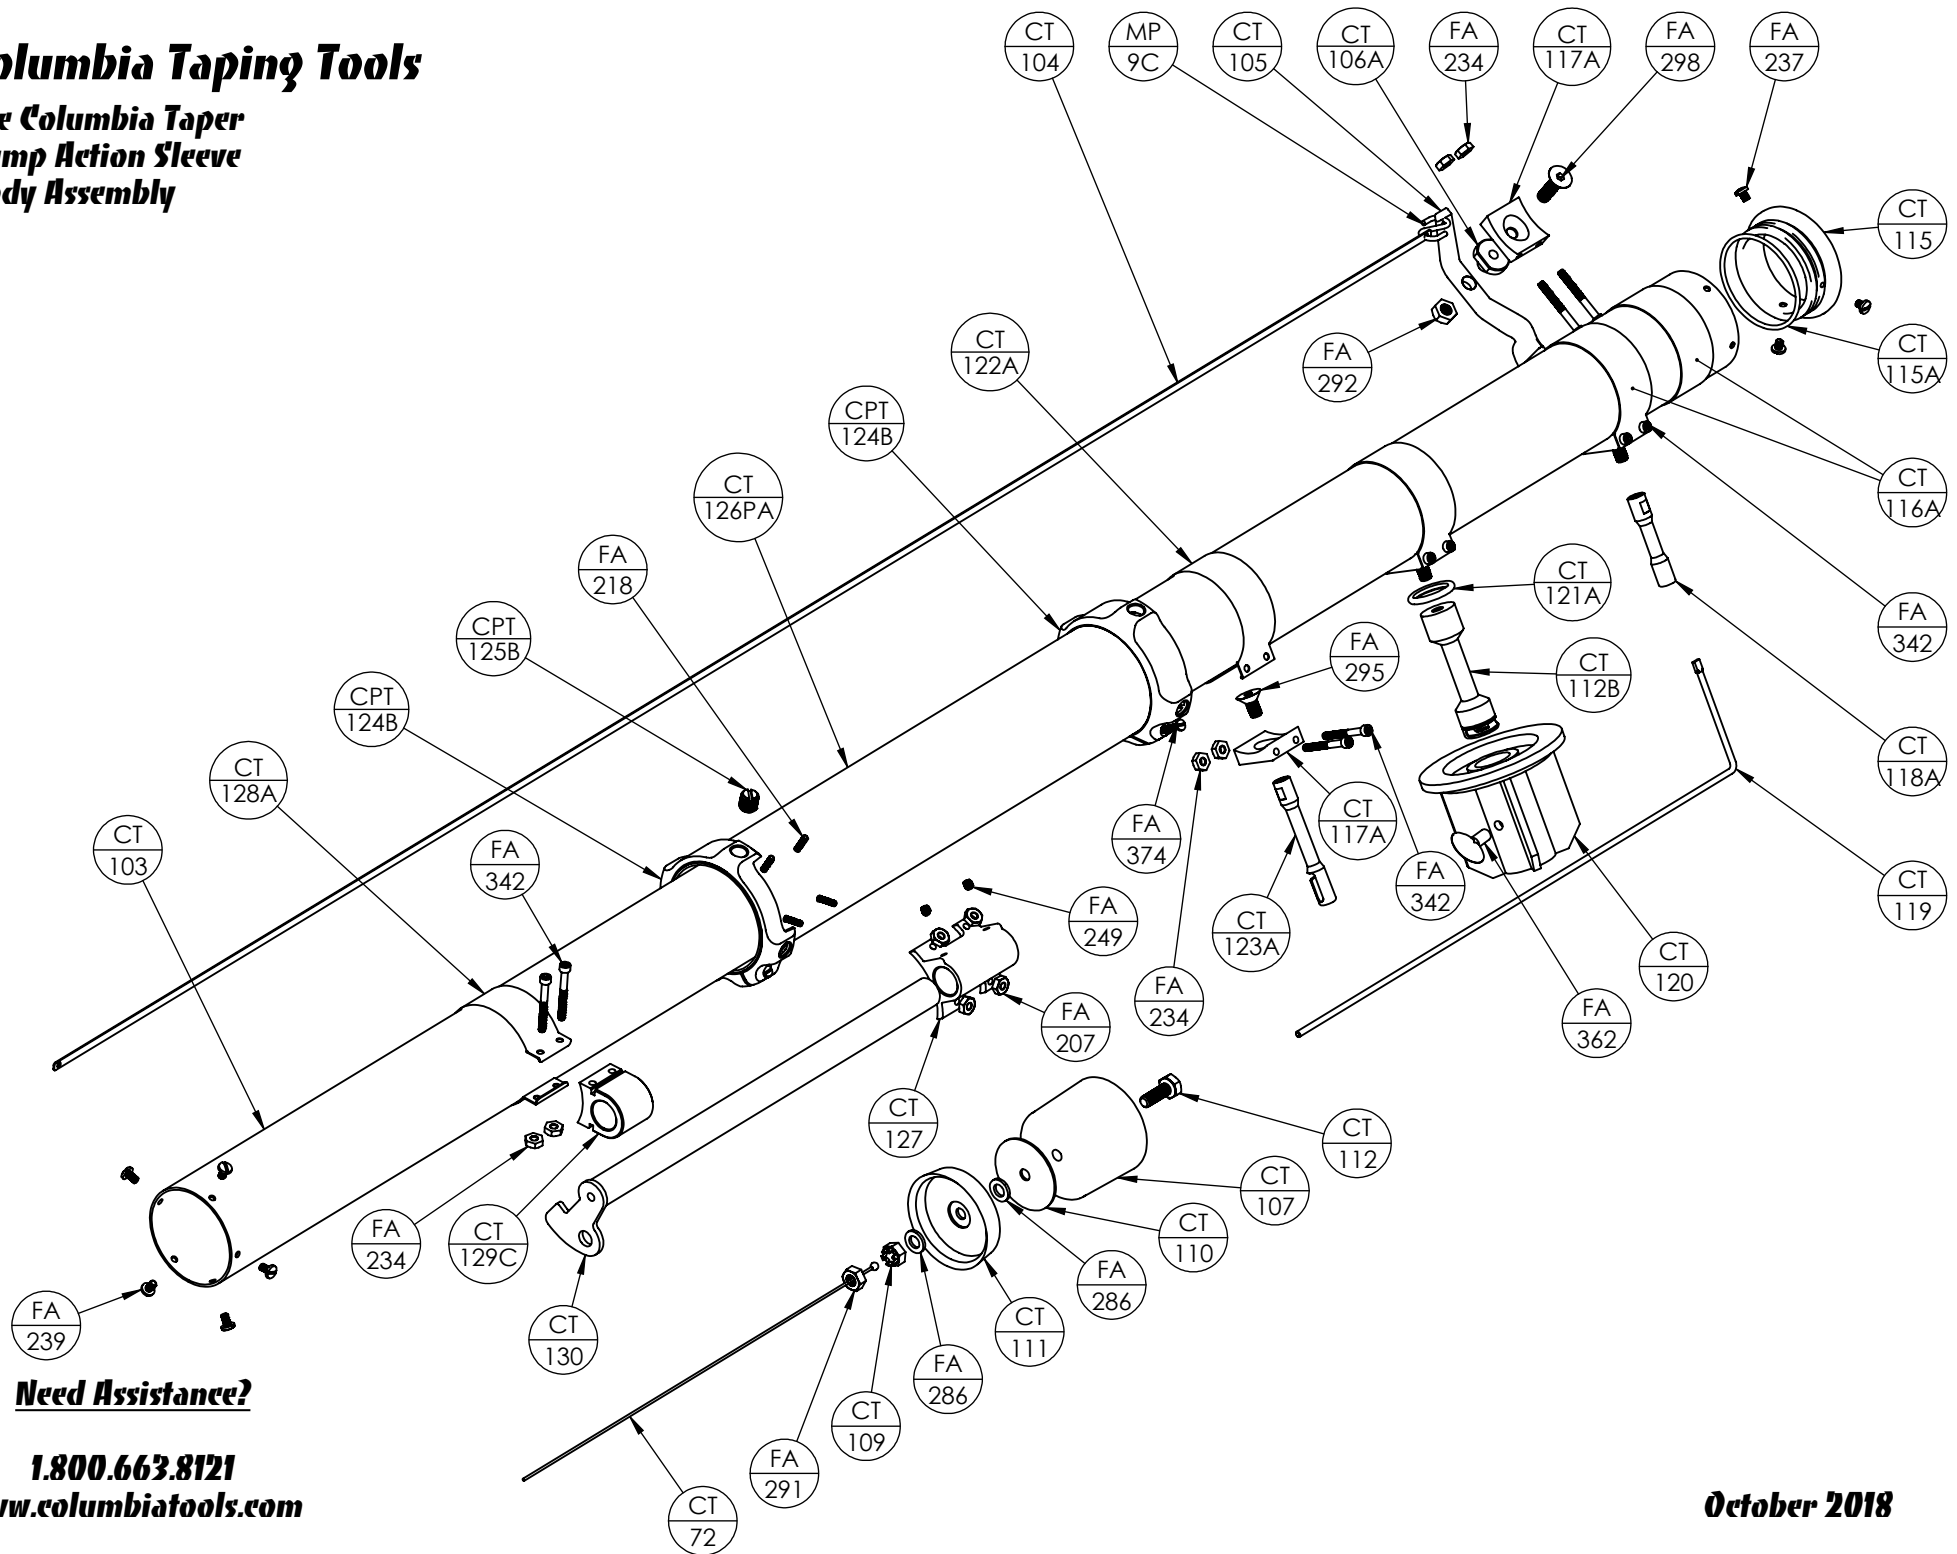 olumbia Taping Tools
e Columbia Taper
mp Action Sleeve
dy Assembly
CT
104
MP
9C
CT
105
CT
106A
FA
234
CT
117A
FA
298
FA
237
CT
115
CT
115A
CT
116A
FA
342
CT
118A
CT
119
FA
292
CT
122A
CPT
124B
CT
126PA
FA
218
CPT
125B
CPT
124B
CT
128A
CT
103
FA
342
CT
121A
FA
295
CT
112B
FA
374
CT
117A
FA
342
CT
123A
FA
234
CT
120
FA
362
FA
249
FA
207
CT
127
CT
112
CT
107
CT
110
FA
286
CT
111
FA
286
CT
109
FA
291
CT
72
CT
130
CT
129C
FA
234
FA
239
Need Assistance?
1.800.663.8121
w.columbiatools.com
October 2018